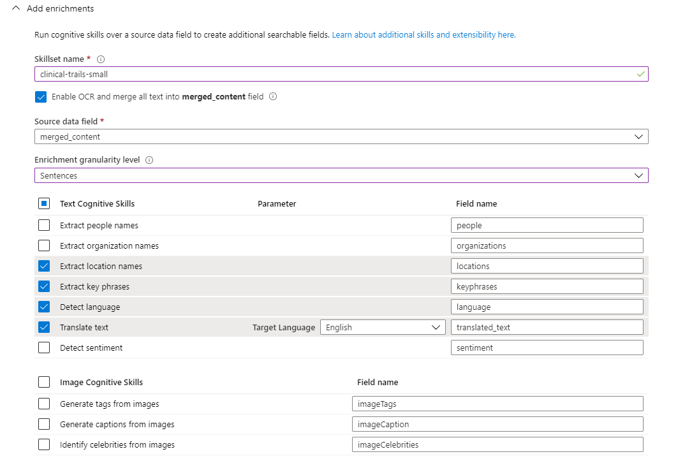 Add enrichments
Run cognitive skills over a source data field to create additional searchable fields. Learn about additional skills and extensibility here.
Skillset name *
clinical-trails-small
Enable OCR and merge all text into merged_content field
Source data field *
merged_content
Enrichment granularity level
Sentences
Text Cognitive Skills Parameter Field name
Extract people names people
Extract organization names organizations
Extract location names locations
Extract key phrases keyphrases
Detect language language
Translate text Target Language English translated_text
Detect sentiment sentiment
Image Cognitive Skills Field name
Generate tags from images imageTags
Generate captions from images imageCaption
Identify celebrities from images imageCelebrities